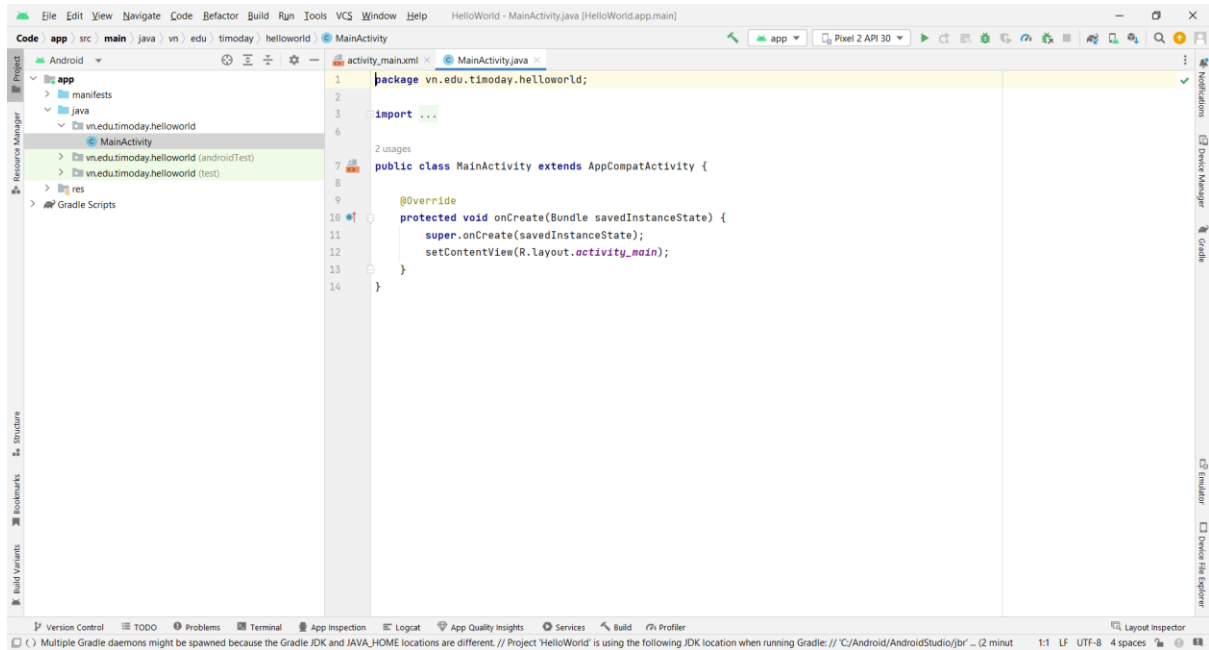 File Edit View Navigate Code Refactor Build Run Tools VCS Window Help HelloWorld - MainActivity.java [HelloWorld.app.main]
Code app src main java vn edu timoday helloworld MainActivity app Pixel 2 API 30
Android activity_main.xml MainActivity.java
app
manifests
java
vn.edu.timoday.helloworld
MainActivity
vn.edu.timoday.helloworld (androidTest)
vn.edu.timoday.helloworld (test)
res
Gradle Scripts
1 package vn.edu.timoday.helloworld;
2
3 import ...
6
2 usages
7 public class MainActivity extends AppCompatActivity {
8
9 @Override
10 protected void onCreate(Bundle savedInstanceState) {
11 super.onCreate(savedInstanceState);
12 setContentView(R.layout.activity_main);
13 }
14 }
Project
Resource Manager
Structure
Bookmarks
Build Variants
Notifications
Device Manager
Gradle
Emulator
Device File Explorer
Version Control TODO Problems Terminal App Inspection Logcat App Quality Insights Services Build Profiler Layout Inspector
Multiple Gradle daemons might be spawned because the Gradle JDK and JAVA_HOME locations are different. // Project 'HelloWorld' is using the following JDK location when running Gradle: // 'C:/Android/AndroidStudio/jbr' ... (2 minut 1:1 LF UTF-8 4 spaces